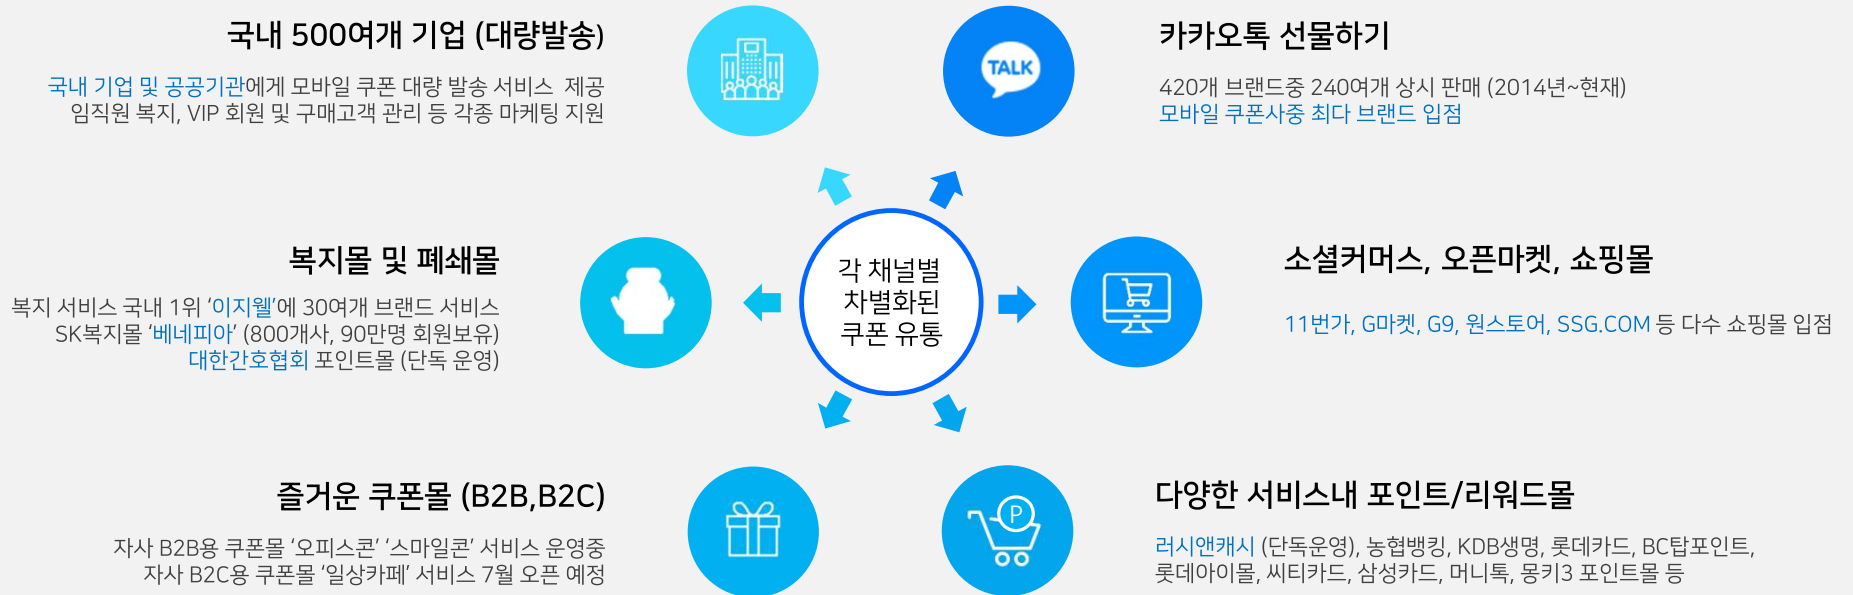 국내 500여개 기업 (대량발송)
국내 기업 및 공공기관에게 모바일 쿠폰 대량 발송 서비스 제공
임직원 복지, VIP 회원 및 구매고객 관리 등 각종 마케팅 지원
TALK
카카오톡 선물하기
420개 브랜드중 240여개 상시 판매 (2014년~현재)
모바일 쿠폰사중 최다 브랜드 입점
복지몰 및 폐쇄몰
복지 서비스 국내 1위 ‘이지웰’에 30여개 브랜드 서비스
SK복지몰 ‘베네피아’ (800개사, 90만명 회원보유)
대한간호협회 포인트몰 (단독 운영)
각 채널별
차별화된
쿠폰 유통
소셜커머스, 오픈마켓, 쇼핑몰
11번가, G마켓, G9, 원스토어, SSG.COM 등 다수 쇼핑몰 입점
즐거운 쿠폰몰 (B2B,B2C)
자사 B2B용 쿠폰몰 ‘오피스콘’ ‘스마일콘’ 서비스 운영중
자사 B2C용 쿠폰몰 ‘일상카페’ 서비스 7월 오픈 예정
P
다양한 서비스내 포인트/리워드몰
러시앤캐시 (단독운영), 농협뱅킹, KDB생명, 롯데카드, BC탑포인트,
롯데아이몰, 씨티카드, 삼성카드, 머니톡, 몽키3 포인트몰 등